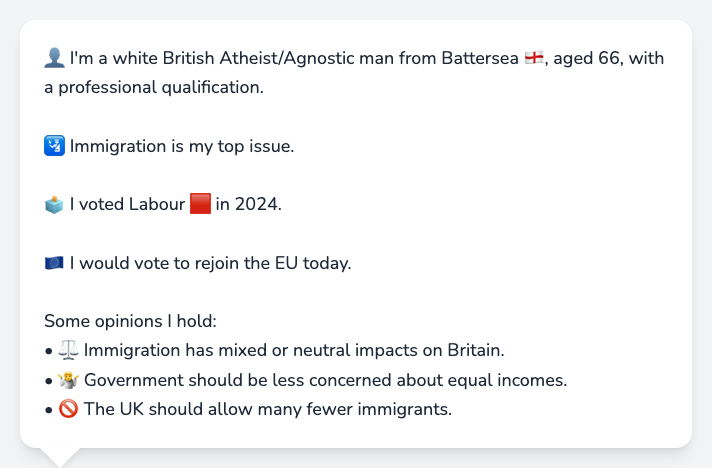 👤 I'm a white British Atheist/Agnostic man from Battersea 🏴󠁧󠁢󠁥󠁮󠁧󠁿, aged 66, with
a professional qualification.
🛂 Immigration is my top issue.
🗳️ I voted Labour 🟥 in 2024.
🇪🇺 I would vote to rejoin the EU today.
Some opinions I hold:
• ⚖️ Immigration has mixed or neutral impacts on Britain.
• 🤷 Government should be less concerned about equal incomes.
• 🚫 The UK should allow many fewer immigrants.